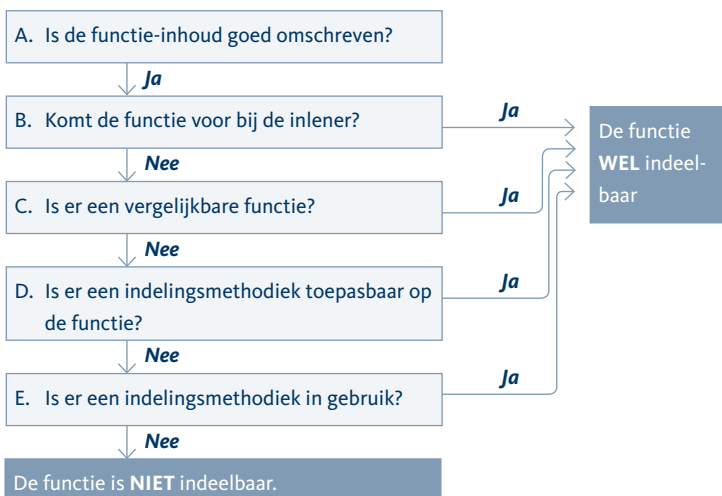 A. Is de functie-inhoud goed omschreven?
Ja
B. Komt de functie voor bij de inlener?
Ja
De functie
WEL indeel-
baar
Nee
C. Is er een vergelijkbare functie?
Ja
Nee
D. Is er een indelingsmethodiek toepasbaar op
de functie?
Ja
Nee
E. Is er een indelingsmethodiek in gebruik?
Ja
Nee
De functie is NIET indeelbaar.